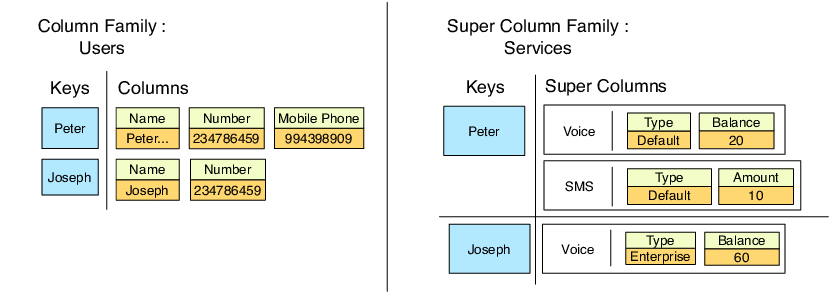 Column Family :
Users
Keys
Columns
Peter
Name
Number
Mobile Phone
Peter...
234786459
994398909
Joseph
Name
Number
Joseph
234786459
Super Column Family :
Services
Keys
Super Columns
Peter
Voice
Type
Balance
Default
20
SMS
Type
Amount
Default
10
Joseph
Voice
Type
Balance
Enterprise
60